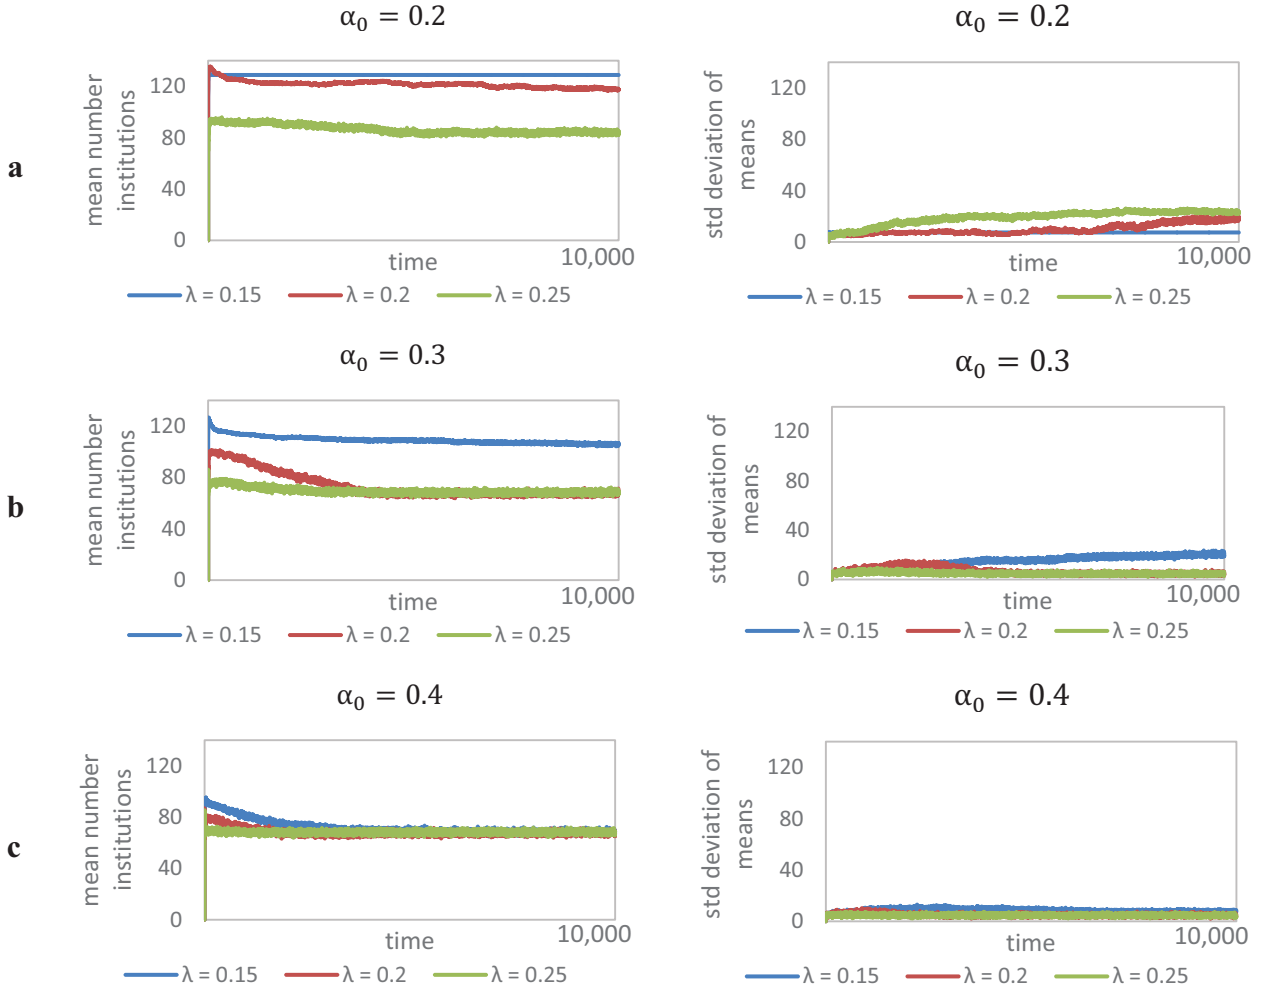 α₀ = 0.2
α₀ = 0.2
a
mean number
institutions
120
80
40
0
time
10,000
λ = 0.15 λ = 0.2 λ = 0.25
std deviation of
means
120
80
40
0
time
10,000
λ = 0.15 λ = 0.2 λ = 0.25
α₀ = 0.3
α₀ = 0.3
b
mean number
institutions
120
80
40
0
time
10,000
λ = 0.15 λ = 0.2 λ = 0.25
std deviation of
means
120
80
40
0
time
10,000
λ = 0.15 λ = 0.2 λ = 0.25
α₀ = 0.4
α₀ = 0.4
c
mean number
institutions
120
80
40
0
time
10,000
λ = 0.15 λ = 0.2 λ = 0.25
std deviation of
means
120
80
40
0
time
10,000
λ = 0.15 λ = 0.2 λ = 0.25